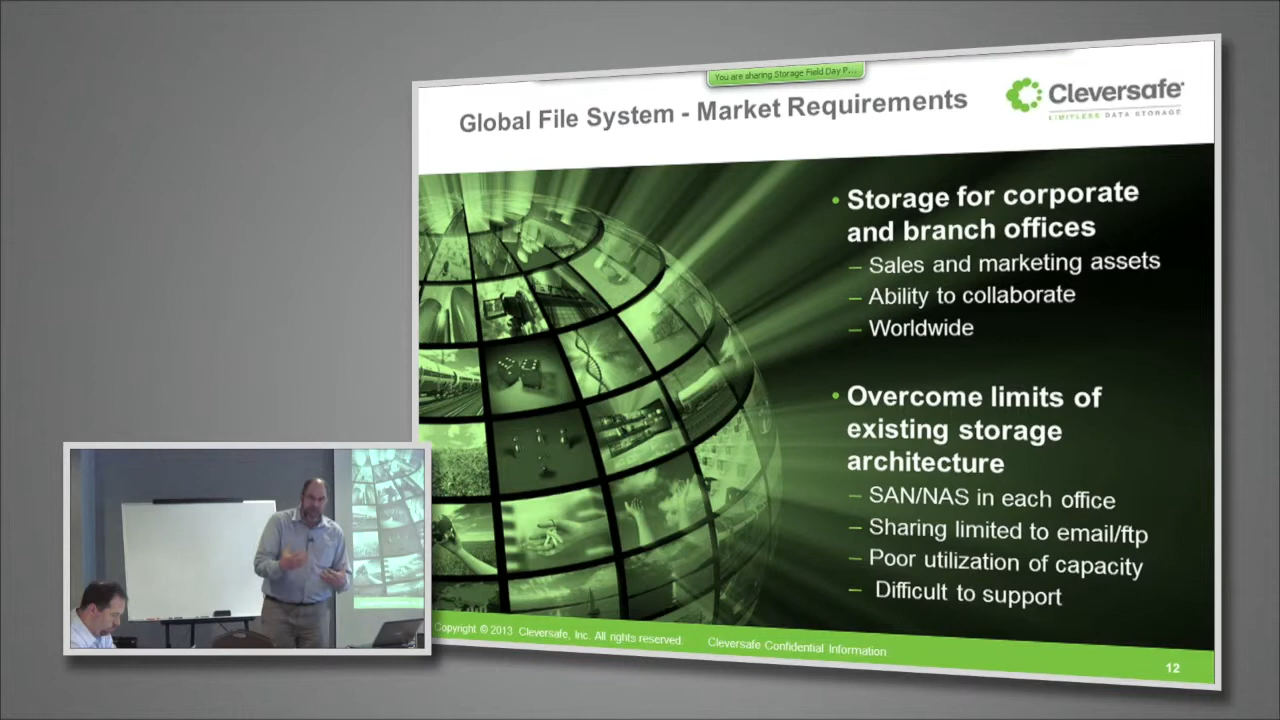 You are sharing Storage Field Day P...
Global File System - Market Requirements
Cleversafe
LIMITLESS DATA STORAGE
• Storage for corporate
and branch offices
– Sales and marketing assets
– Ability to collaborate
– Worldwide
• Overcome limits of
existing storage
architecture
– SAN/NAS in each office
– Sharing limited to email/ftp
– Poor utilization of capacity
– Difficult to support
Copyright © 2013 Cleversafe, Inc. All rights reserved. Cleversafe Confidential Information
12